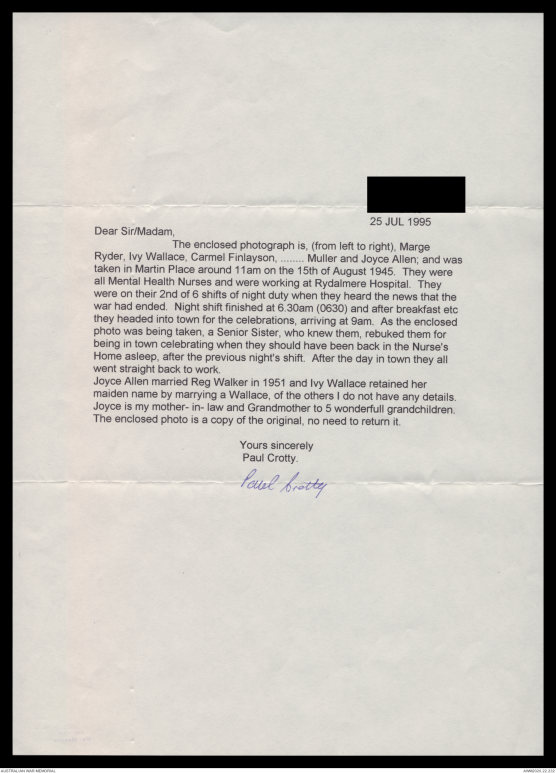 25 JUL 1995
Dear Sir/Madam,
The enclosed photograph is, (from left to right), Marge
Ryder, Ivy Wallace, Carmel Finlayson, ........ Muller and Joyce Allen; and was
taken in Martin Place around 11am on the 15th of August 1945. They were
all Mental Health Nurses and were working at Rydalmere Hospital. They
were on their 2nd of 6 shifts of night duty when they heard the news that the
war had ended. Night shift finished at 6.30am (0630) and after breakfast etc
they headed into town for the celebrations, arriving at 9am. As the enclosed
photo was being taken, a Senior Sister, who knew them, rebuked them for
being in town celebrating when they should have been back in the Nurse's
Home asleep, after the previous night's shift. After the day in town they all
went straight back to work.
Joyce Allen married Reg Walker in 1951 and Ivy Wallace retained her
maiden name by marrying a Wallace, of the others I do not have any details.
Joyce is my mother- in- law and Grandmother to 5 wonderfull grandchildren.
The enclosed photo is a copy of the original, no need to return it.
Yours sincerely
Paul Crotty.
Paul Crotty
AUSTRALIAN WAR MEMORIAL